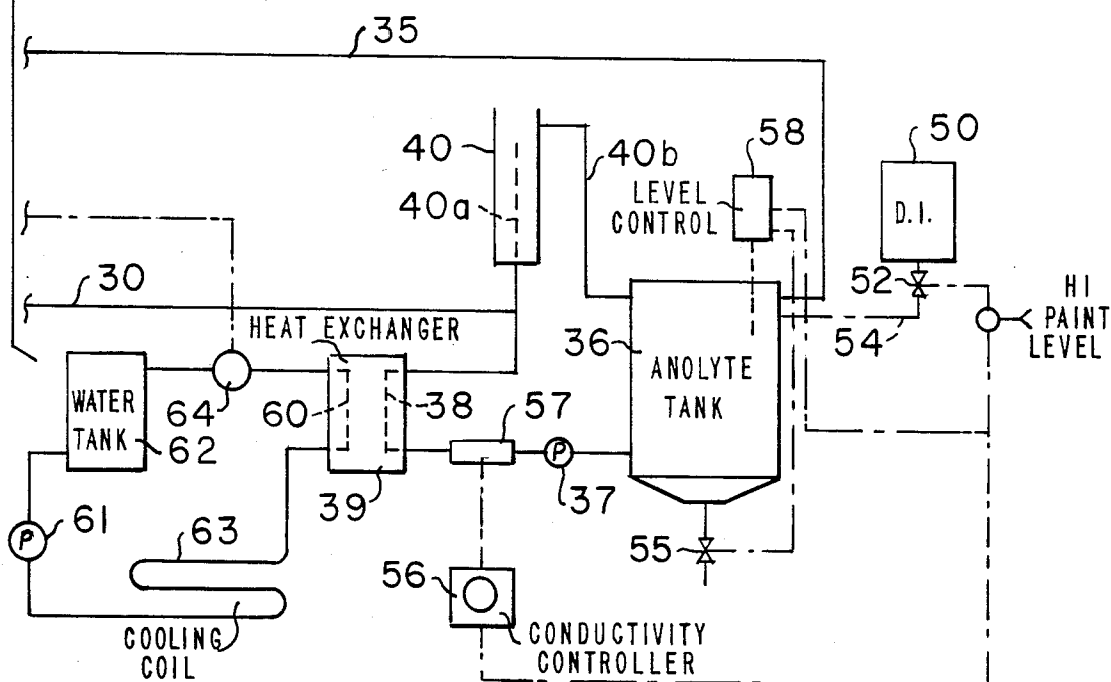 35
40
40a
40b
58
50
LEVEL
CONTROL
D.I.
52
54
HI
PAINT
LEVEL
30
HEAT EXCHANGER
36
ANOLYTE
TANK
WATER
TANK
62
64
60
38
57
37
39
61
P
63
P
55
56
COOLING
COIL
CONDUCTIVITY
CONTROLLER